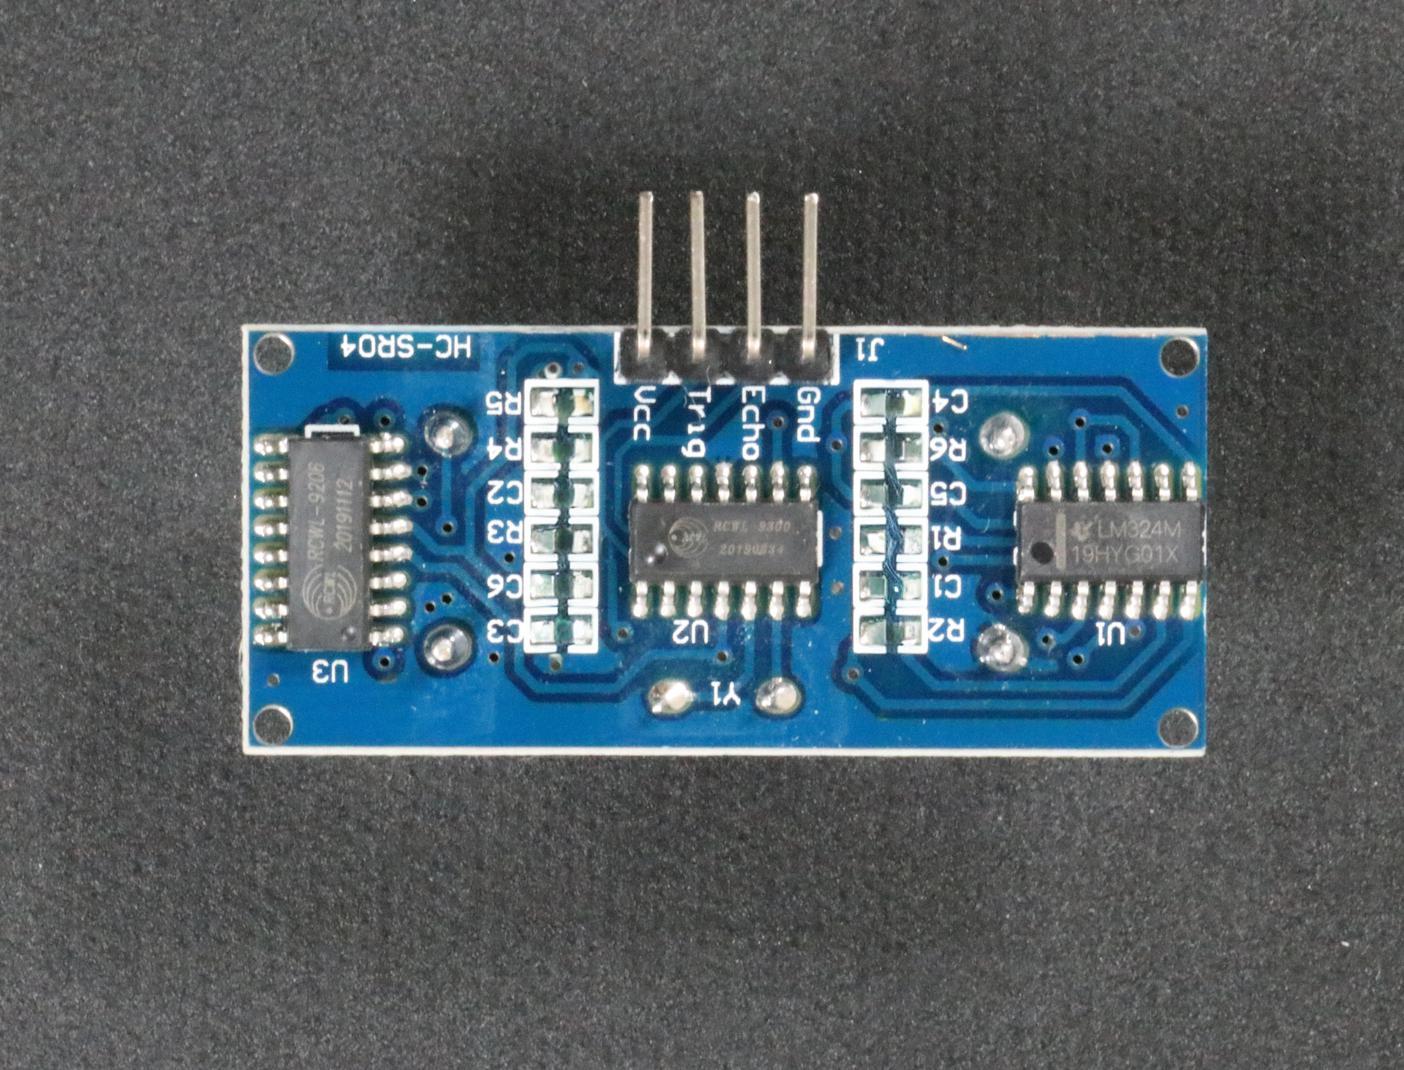 HC-SR04
J1
Vcc
Trig
Echo
Gnd
R5
R4
C2
R3
C6
C3
C4
R6
C5
R1
C1
R2
RCWL-9206
20191112
RCWL
U3
RCWL 9300
U2
LM324M
19HYG01X
U1
Y1